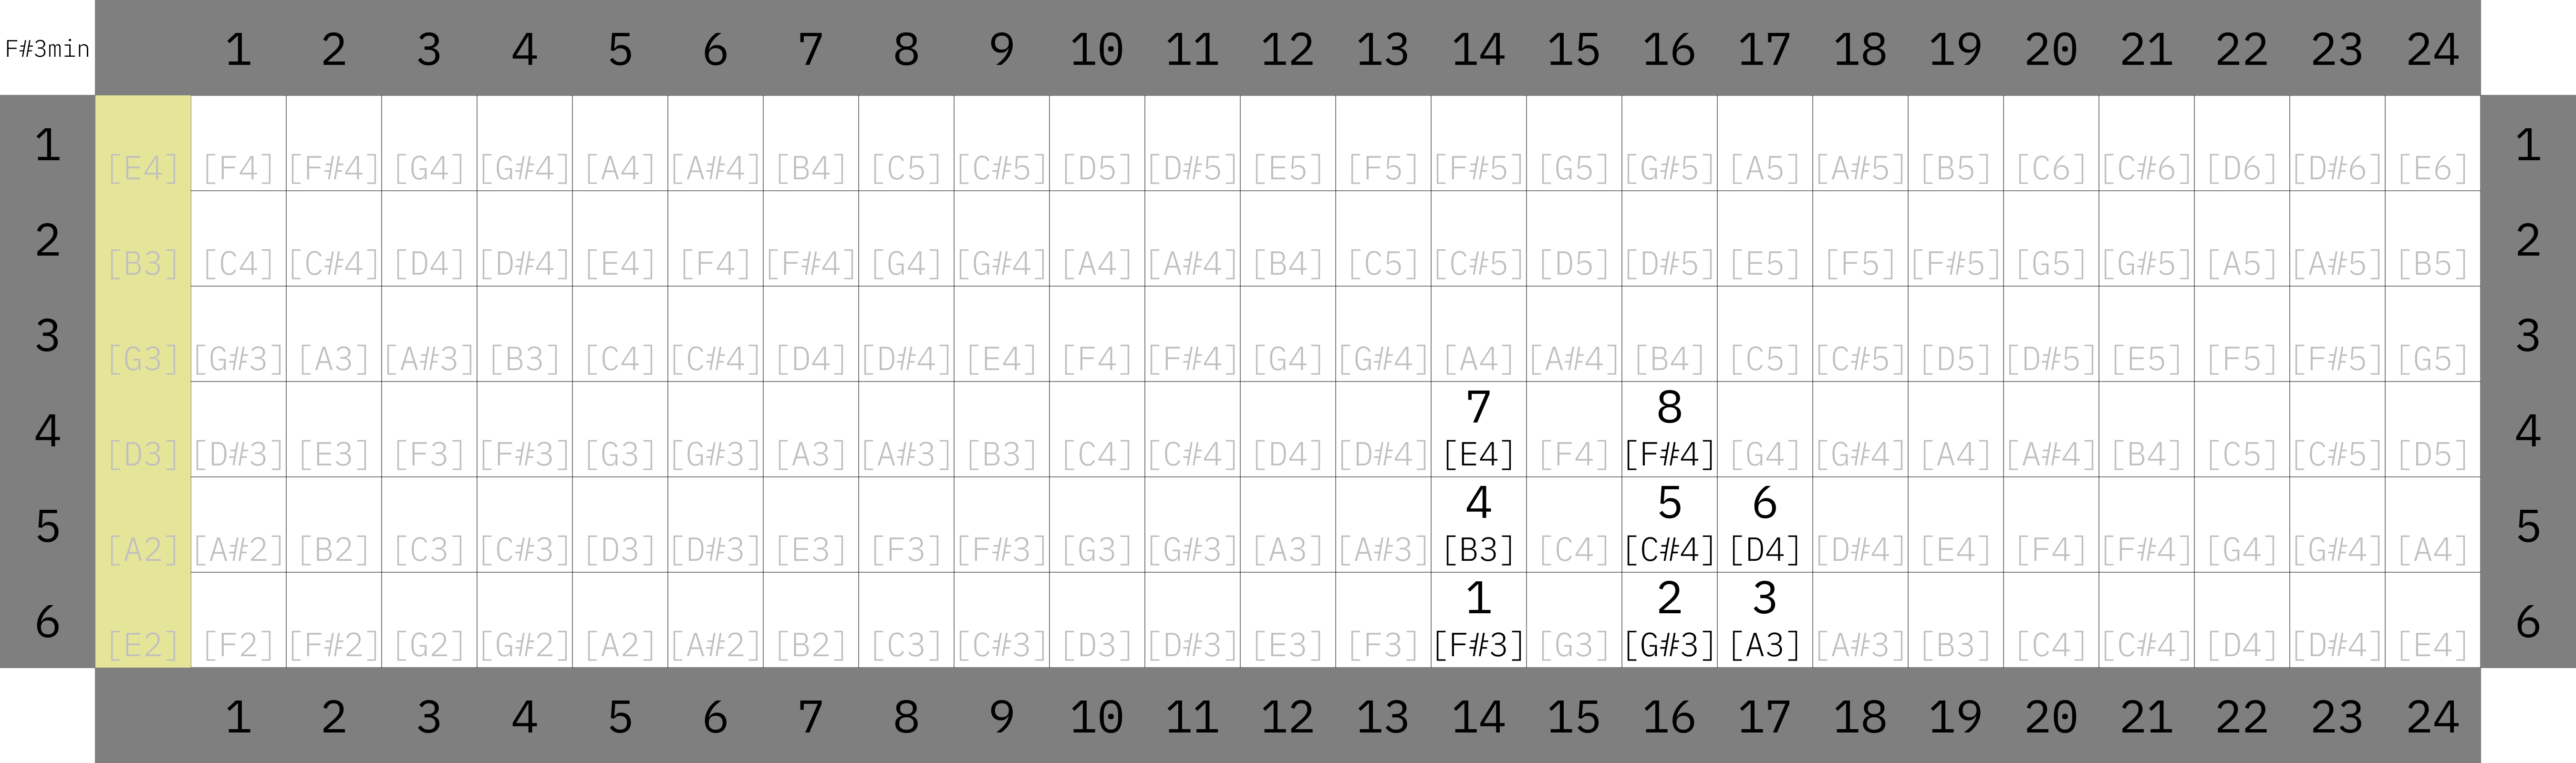 F#3min 1 2 3 4 5 6 7 8 9 10 11 12 13 14 15 16 17 18 19 20 21 22 23 24
1 [E4] [F4] [F#4] [G4] [G#4] [A4] [A#4] [B4] [C5] [C#5] [D5] [D#5] [E5] [F5] [F#5] [G5] [G#5] [A5] [A#5] [B5] [C6] [C#6] [D6] [D#6] [E6] 1
2 [B3] [C4] [C#4] [D4] [D#4] [E4] [F4] [F#4] [G4] [G#4] [A4] [A#4] [B4] [C5] [C#5] [D5] [D#5] [E5] [F5] [F#5] [G5] [G#5] [A5] [A#5] [B5] 2
3 [G3] [G#3] [A3] [A#3] [B3] [C4] [C#4] [D4] [D#4] [E4] [F4] [F#4] [G4] [G#4] [A4] [A#4] [B4] [C5] [C#5] [D5] [D#5] [E5] [F5] [F#5] [G5] 3
7 8
4 [D3] [D#3] [E3] [F3] [F#3] [G3] [G#3] [A3] [A#3] [B3] [C4] [C#4] [D4] [D#4] [E4] [F4] [F#4] [G4] [G#4] [A4] [A#4] [B4] [C5] [C#5] [D5] 4
4 5 6
5 [A2] [A#2] [B2] [C3] [C#3] [D3] [D#3] [E3] [F3] [F#3] [G3] [G#3] [A3] [A#3] [B3] [C4] [C#4] [D4] [D#4] [E4] [F4] [F#4] [G4] [G#4] [A4] 5
1 2 3
6 [E2] [F2] [F#2] [G2] [G#2] [A2] [A#2] [B2] [C3] [C#3] [D3] [D#3] [E3] [F3] [F#3] [G3] [G#3] [A3] [A#3] [B3] [C4] [C#4] [D4] [D#4] [E4] 6
1 2 3 4 5 6 7 8 9 10 11 12 13 14 15 16 17 18 19 20 21 22 23 24